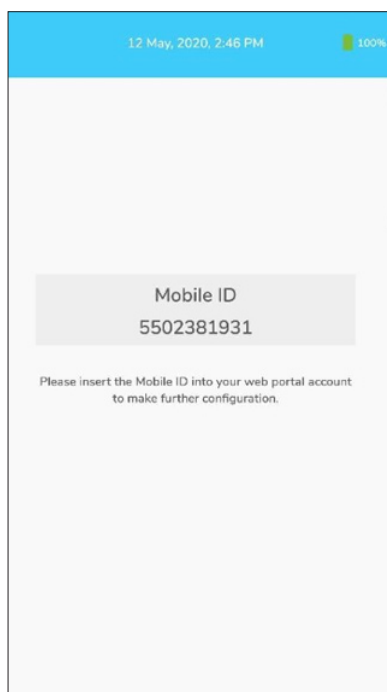 12 May, 2020, 2:46 PM
100%
Mobile ID
5502381931
Please insert the Mobile ID into your web portal account
to make further configuration.